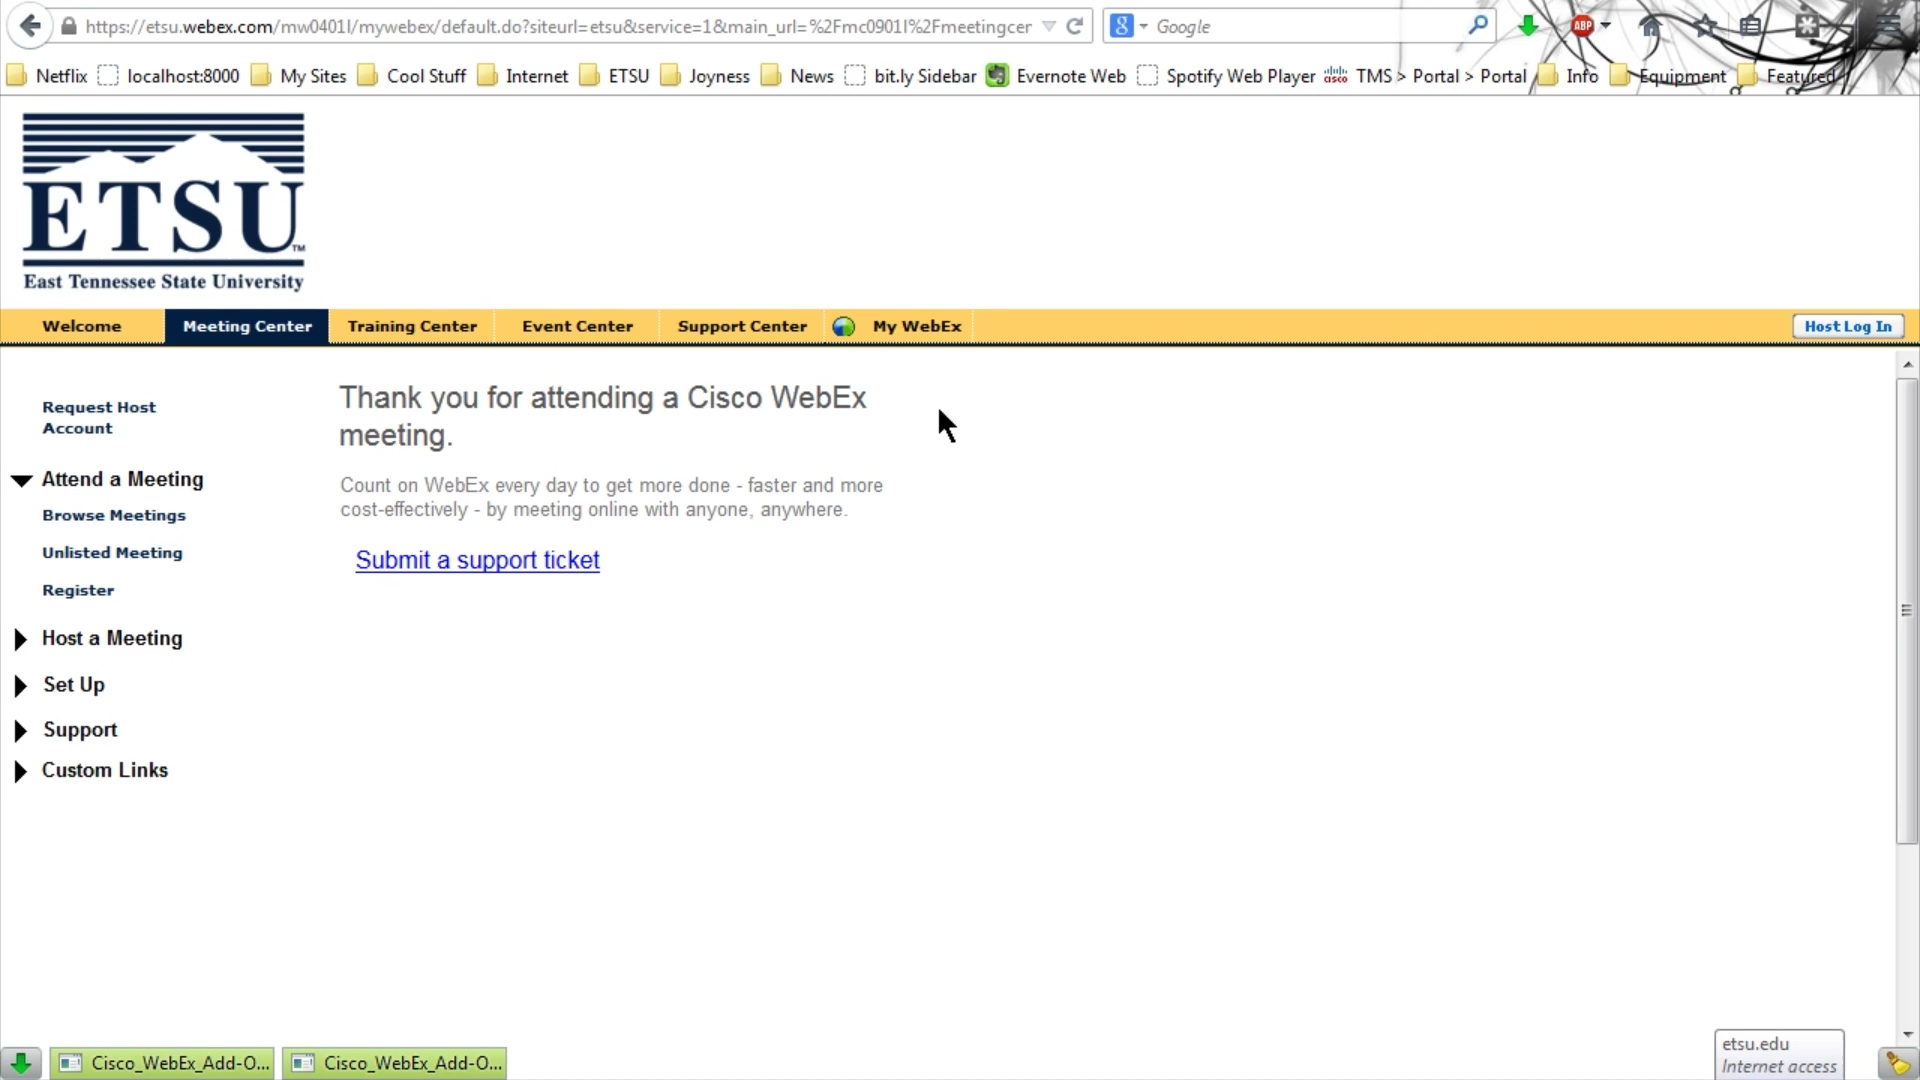 https://etsu.webex.com/mw0401l/mywebex/default.do?siteurl=etsu&service=1&main_url=%2Fmc0901l%2Fmeetingcer
Google
ABP
Netflix localhost:8000 My Sites Cool Stuff Internet ETSU Joyness News bit.ly Sidebar Evernote Web Spotify Web Player cisco TMS > Portal > Portal Info Equipment Featured
ETSU™
East Tennessee State University
Welcome Meeting Center Training Center Event Center Support Center My WebEx Host Log In
Request Host
Account
Attend a Meeting
Browse Meetings
Unlisted Meeting
Register
Host a Meeting
Set Up
Support
Custom Links
Thank you for attending a Cisco WebEx
meeting.
Count on WebEx every day to get more done - faster and more
cost-effectively - by meeting online with anyone, anywhere.
Submit a support ticket
Cisco_WebEx_Add-O... Cisco_WebEx_Add-O...
etsu.edu
Internet access